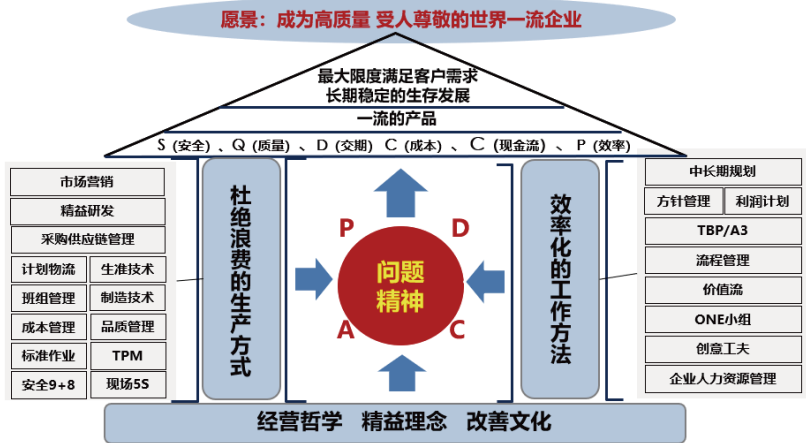 愿景：成为高质量 受人尊敬的世界一流企业
最大限度满足客户需求
长期稳定的生存发展
一流的产品
S (安全) 、Q (质量) 、D (交期) C (成本) 、C (现金流) 、P (效率)
市场营销
精益研发
采购供应链管理
计划物流
生准技术
班组管理
制造技术
成本管理
品质管理
标准作业
TPM
安全9+8
现场5S
杜绝浪费的生产方式
P
D
问题
精神
A
C
效率化的工作方法
中长期规划
方针管理
利润计划
TBP/A3
流程管理
价值流
ONE小组
创意工夫
企业人力资源管理
经营哲学 精益理念 改善文化